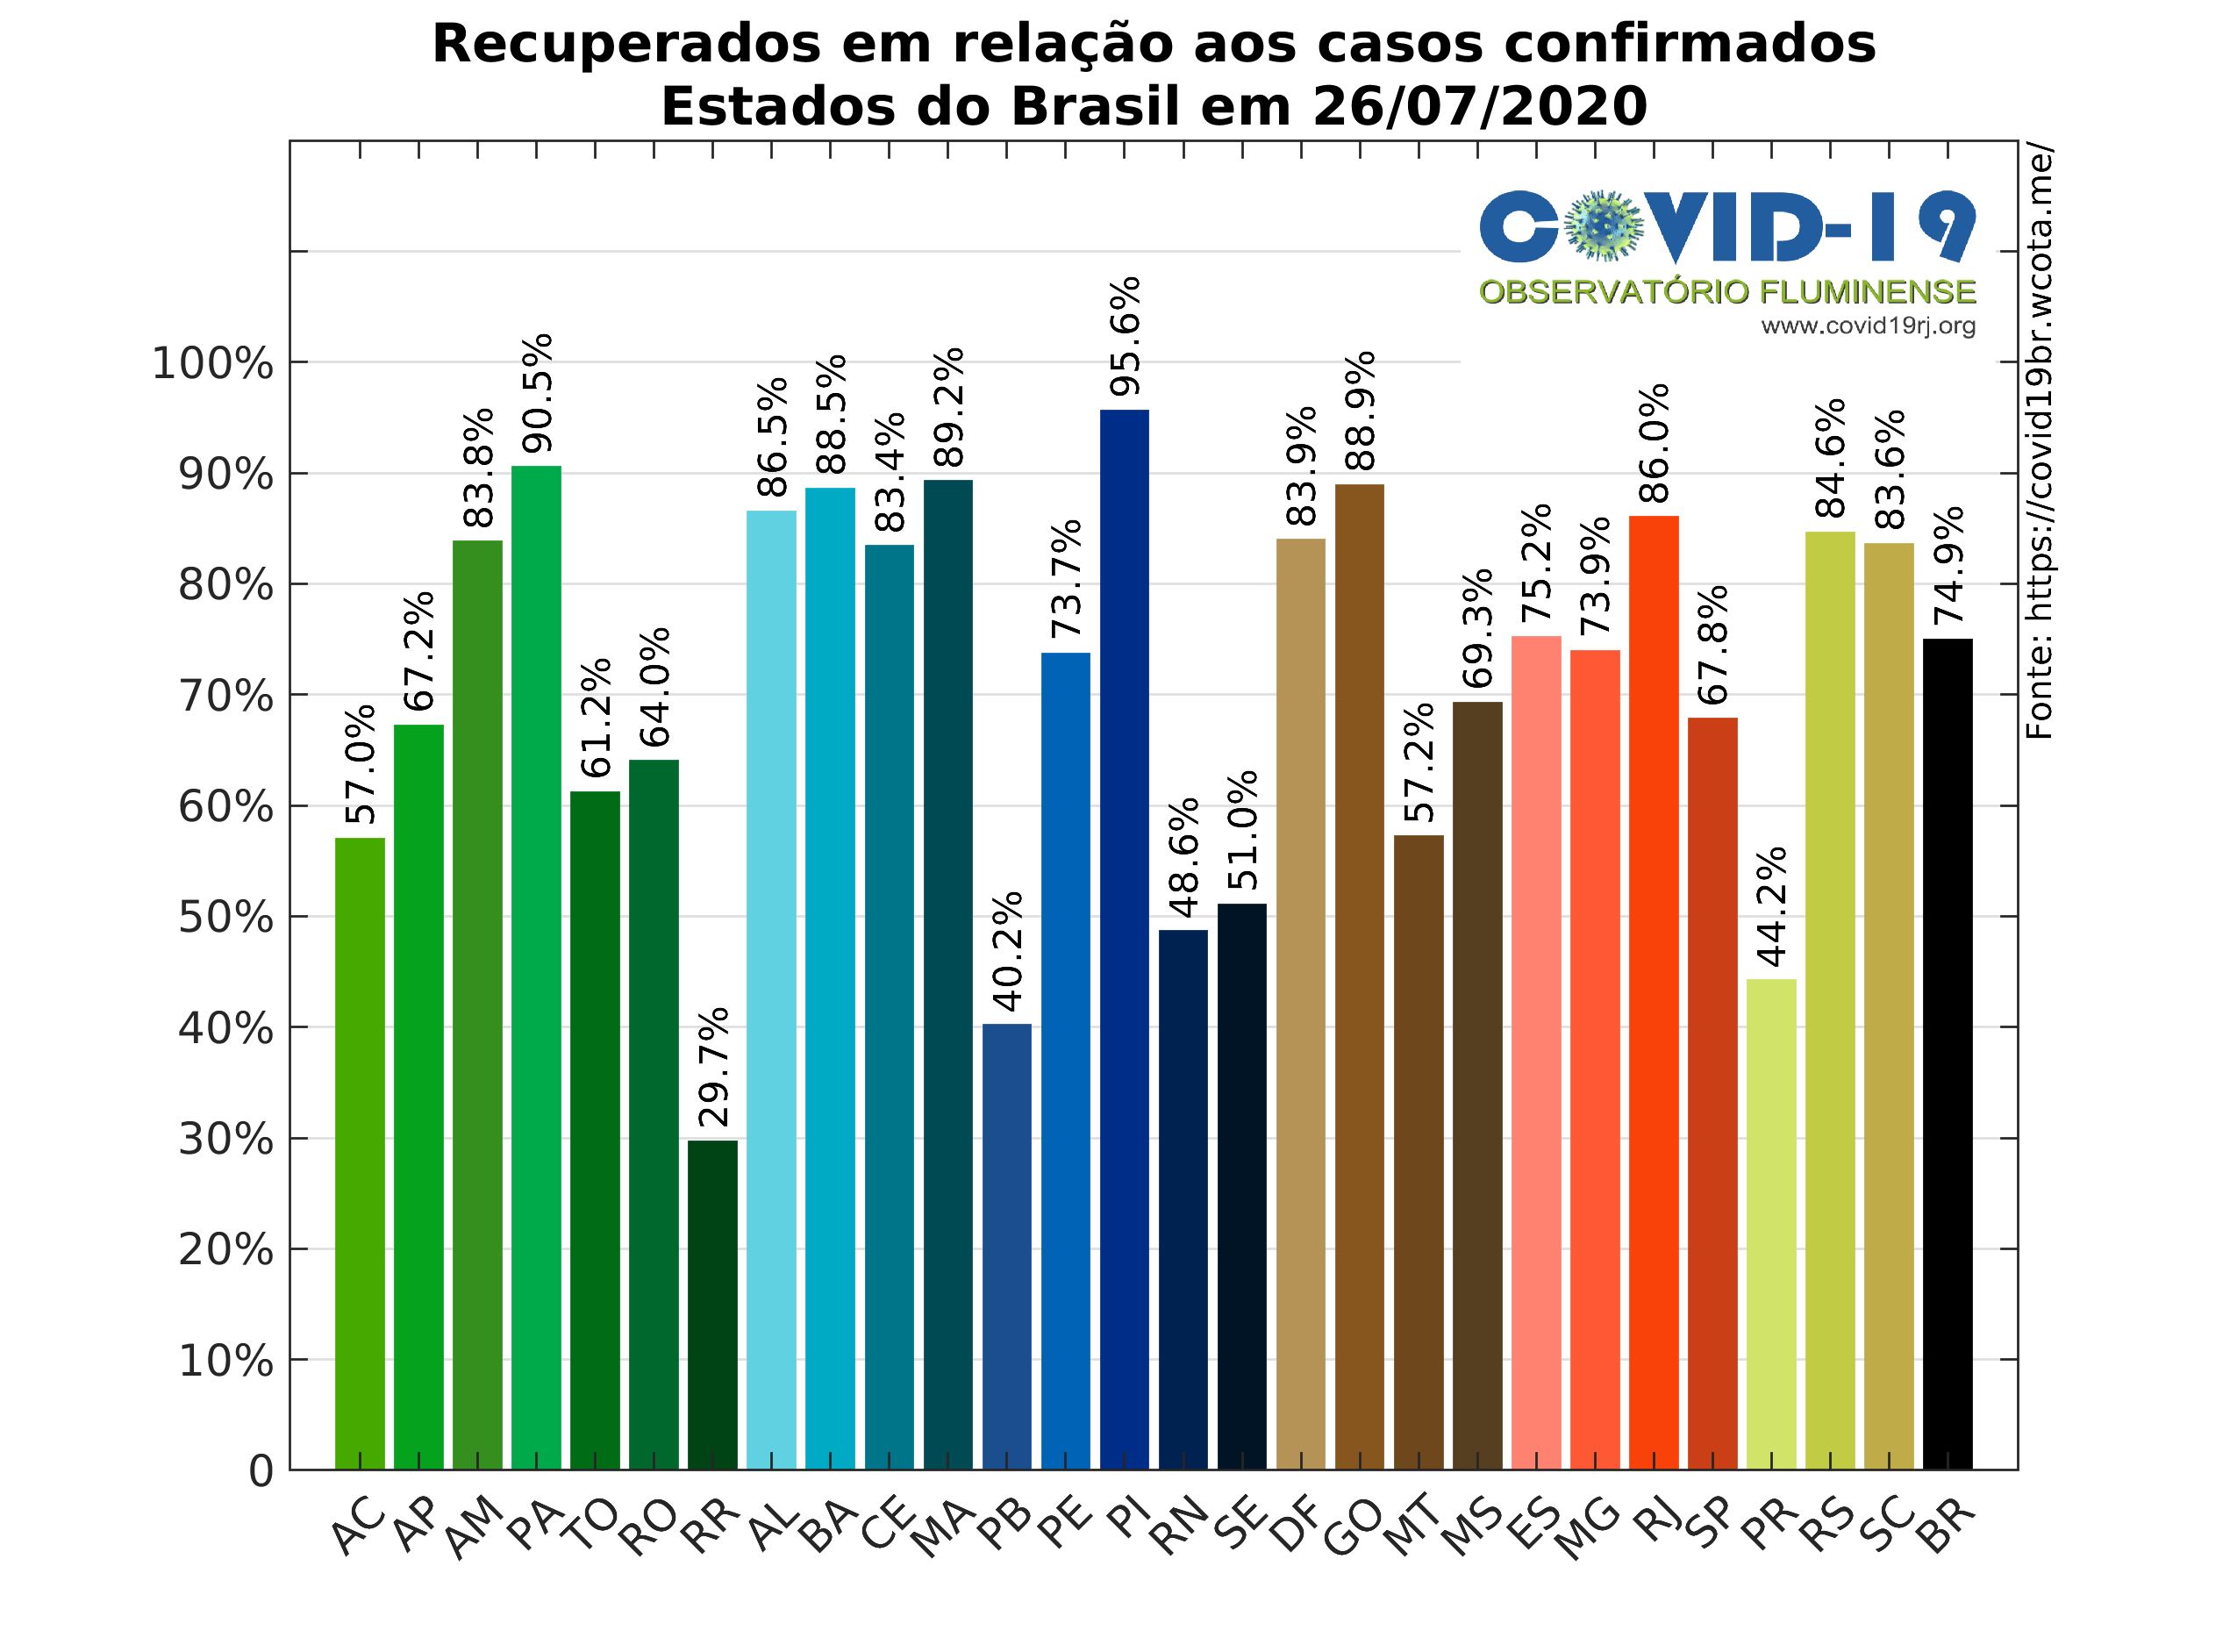 Recuperados em relação aos casos confirmados
Estados do Brasil em 26/07/2020
COVID-19
OBSERVATÓRIO FLUMINENSE
www.covid19rj.org
Fonte: https://covid19br.wcota.me/
100%
90%
80%
70%
60%
50%
40%
30%
20%
10%
0
57.0%
67.2%
83.8%
90.5%
61.2%
64.0%
29.7%
86.5%
88.5%
83.4%
89.2%
40.2%
73.7%
95.6%
48.6%
51.0%
83.9%
88.9%
57.2%
69.3%
75.2%
73.9%
86.0%
67.8%
44.2%
84.6%
83.6%
74.9%
AC
AP
AM
PA
TO
RO
RR
AL
BA
CE
MA
PB
PE
PI
RN
SE
DF
GO
MT
MS
ES
MG
RJ
SP
PR
RS
SC
BR